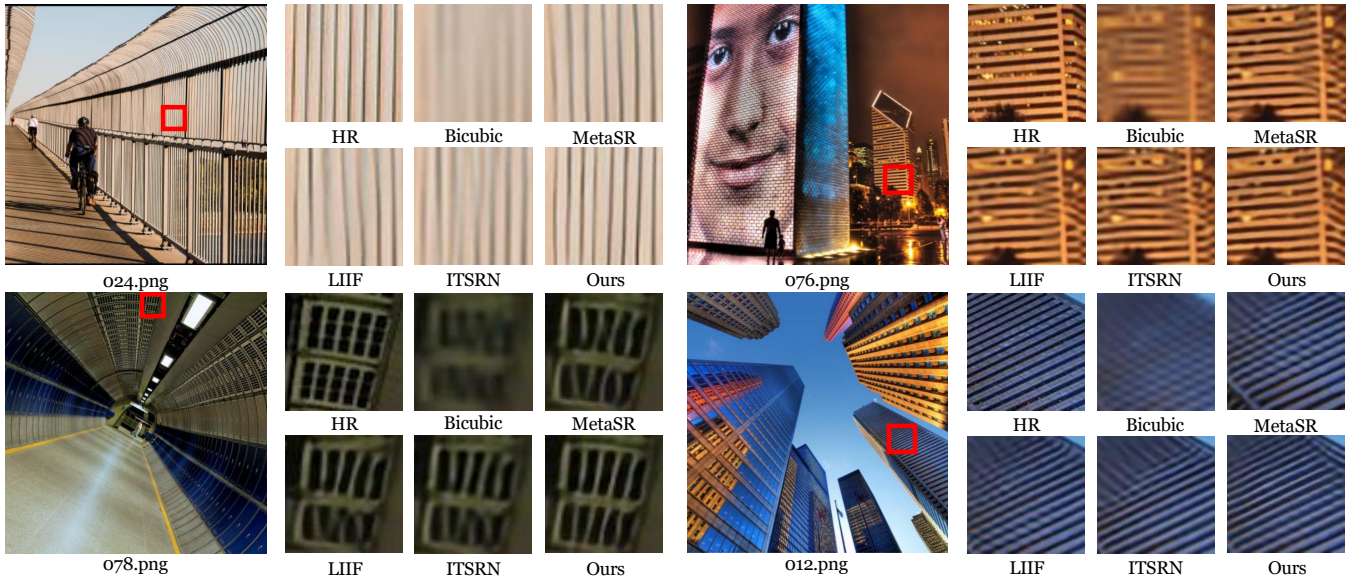 HR Bicubic MetaSR
HR Bicubic MetaSR
024.png LIIF ITSRN Ours
076.png LIIF ITSRN Ours
HR Bicubic MetaSR
HR Bicubic MetaSR
078.png LIIF ITSRN Ours
012.png LIIF ITSRN Ours